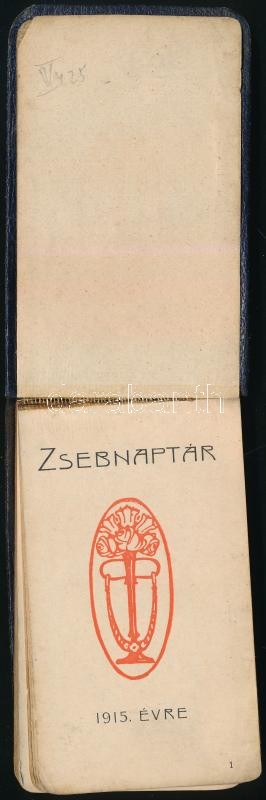 ZSEBNAPTÁR
1915. ÉVRE
1